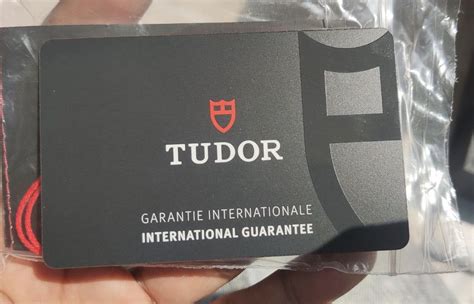 TUDOR
GARANTIE INTERNATIONALE
INTERNATIONAL GUARANTEE